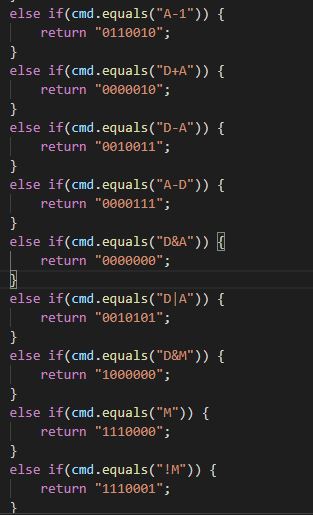 else if(cmd.equals("A-1")) {
    return "0110010";
}
else if(cmd.equals("D+A")) {
    return "0000010";
}
else if(cmd.equals("D-A")) {
    return "0010011";
}
else if(cmd.equals("A-D")) {
    return "0000111";
}
else if(cmd.equals("D&A")) {
    return "0000000";
}
else if(cmd.equals("D|A")) {
    return "0010101";
}
else if(cmd.equals("D&M")) {
    return "1000000";
}
else if(cmd.equals("M")) {
    return "1110000";
}
else if(cmd.equals("!M")) {
    return "1110001";
}